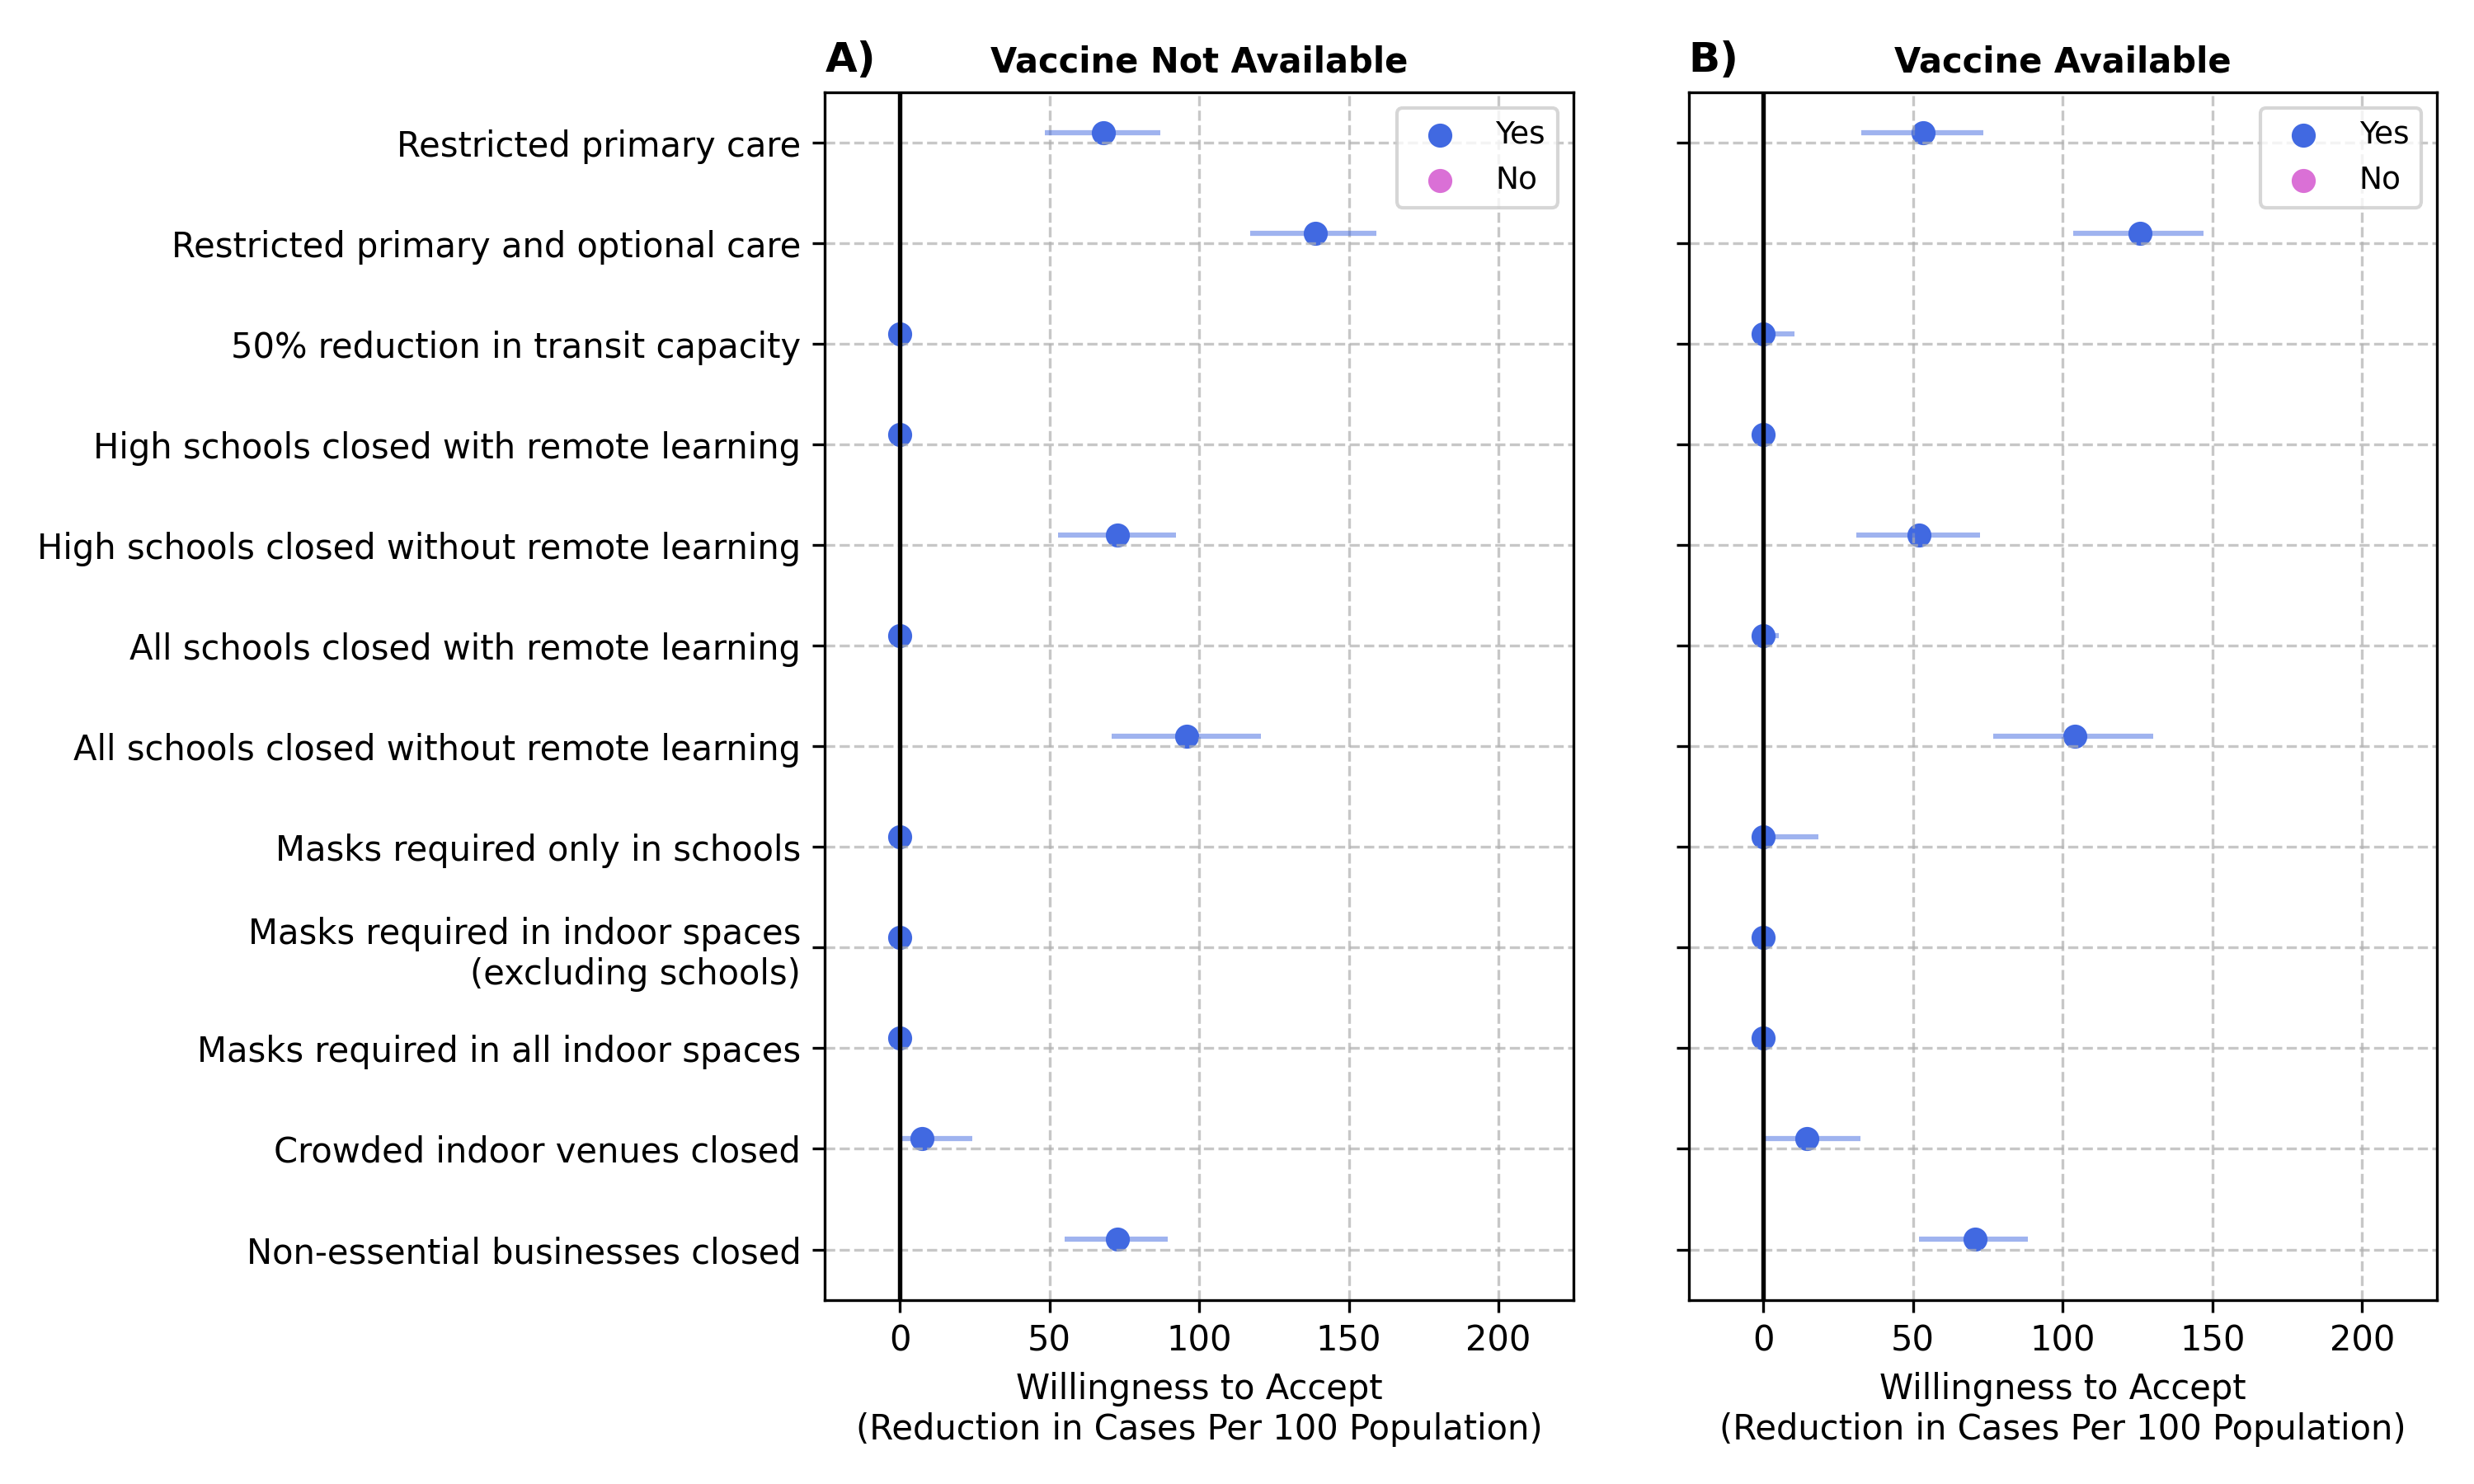 A)
Vaccine Not Available
B)
Vaccine Available
Yes
No
Yes
No
Restricted primary care
Restricted primary and optional care
50% reduction in transit capacity
High schools closed with remote learning
High schools closed without remote learning
All schools closed with remote learning
All schools closed without remote learning
Masks required only in schools
Masks required in indoor spaces
(excluding schools)
Masks required in all indoor spaces
Crowded indoor venues closed
Non-essential businesses closed
0 50 100 150 200
Willingness to Accept
(Reduction in Cases Per 100 Population)
0 50 100 150 200
Willingness to Accept
(Reduction in Cases Per 100 Population)